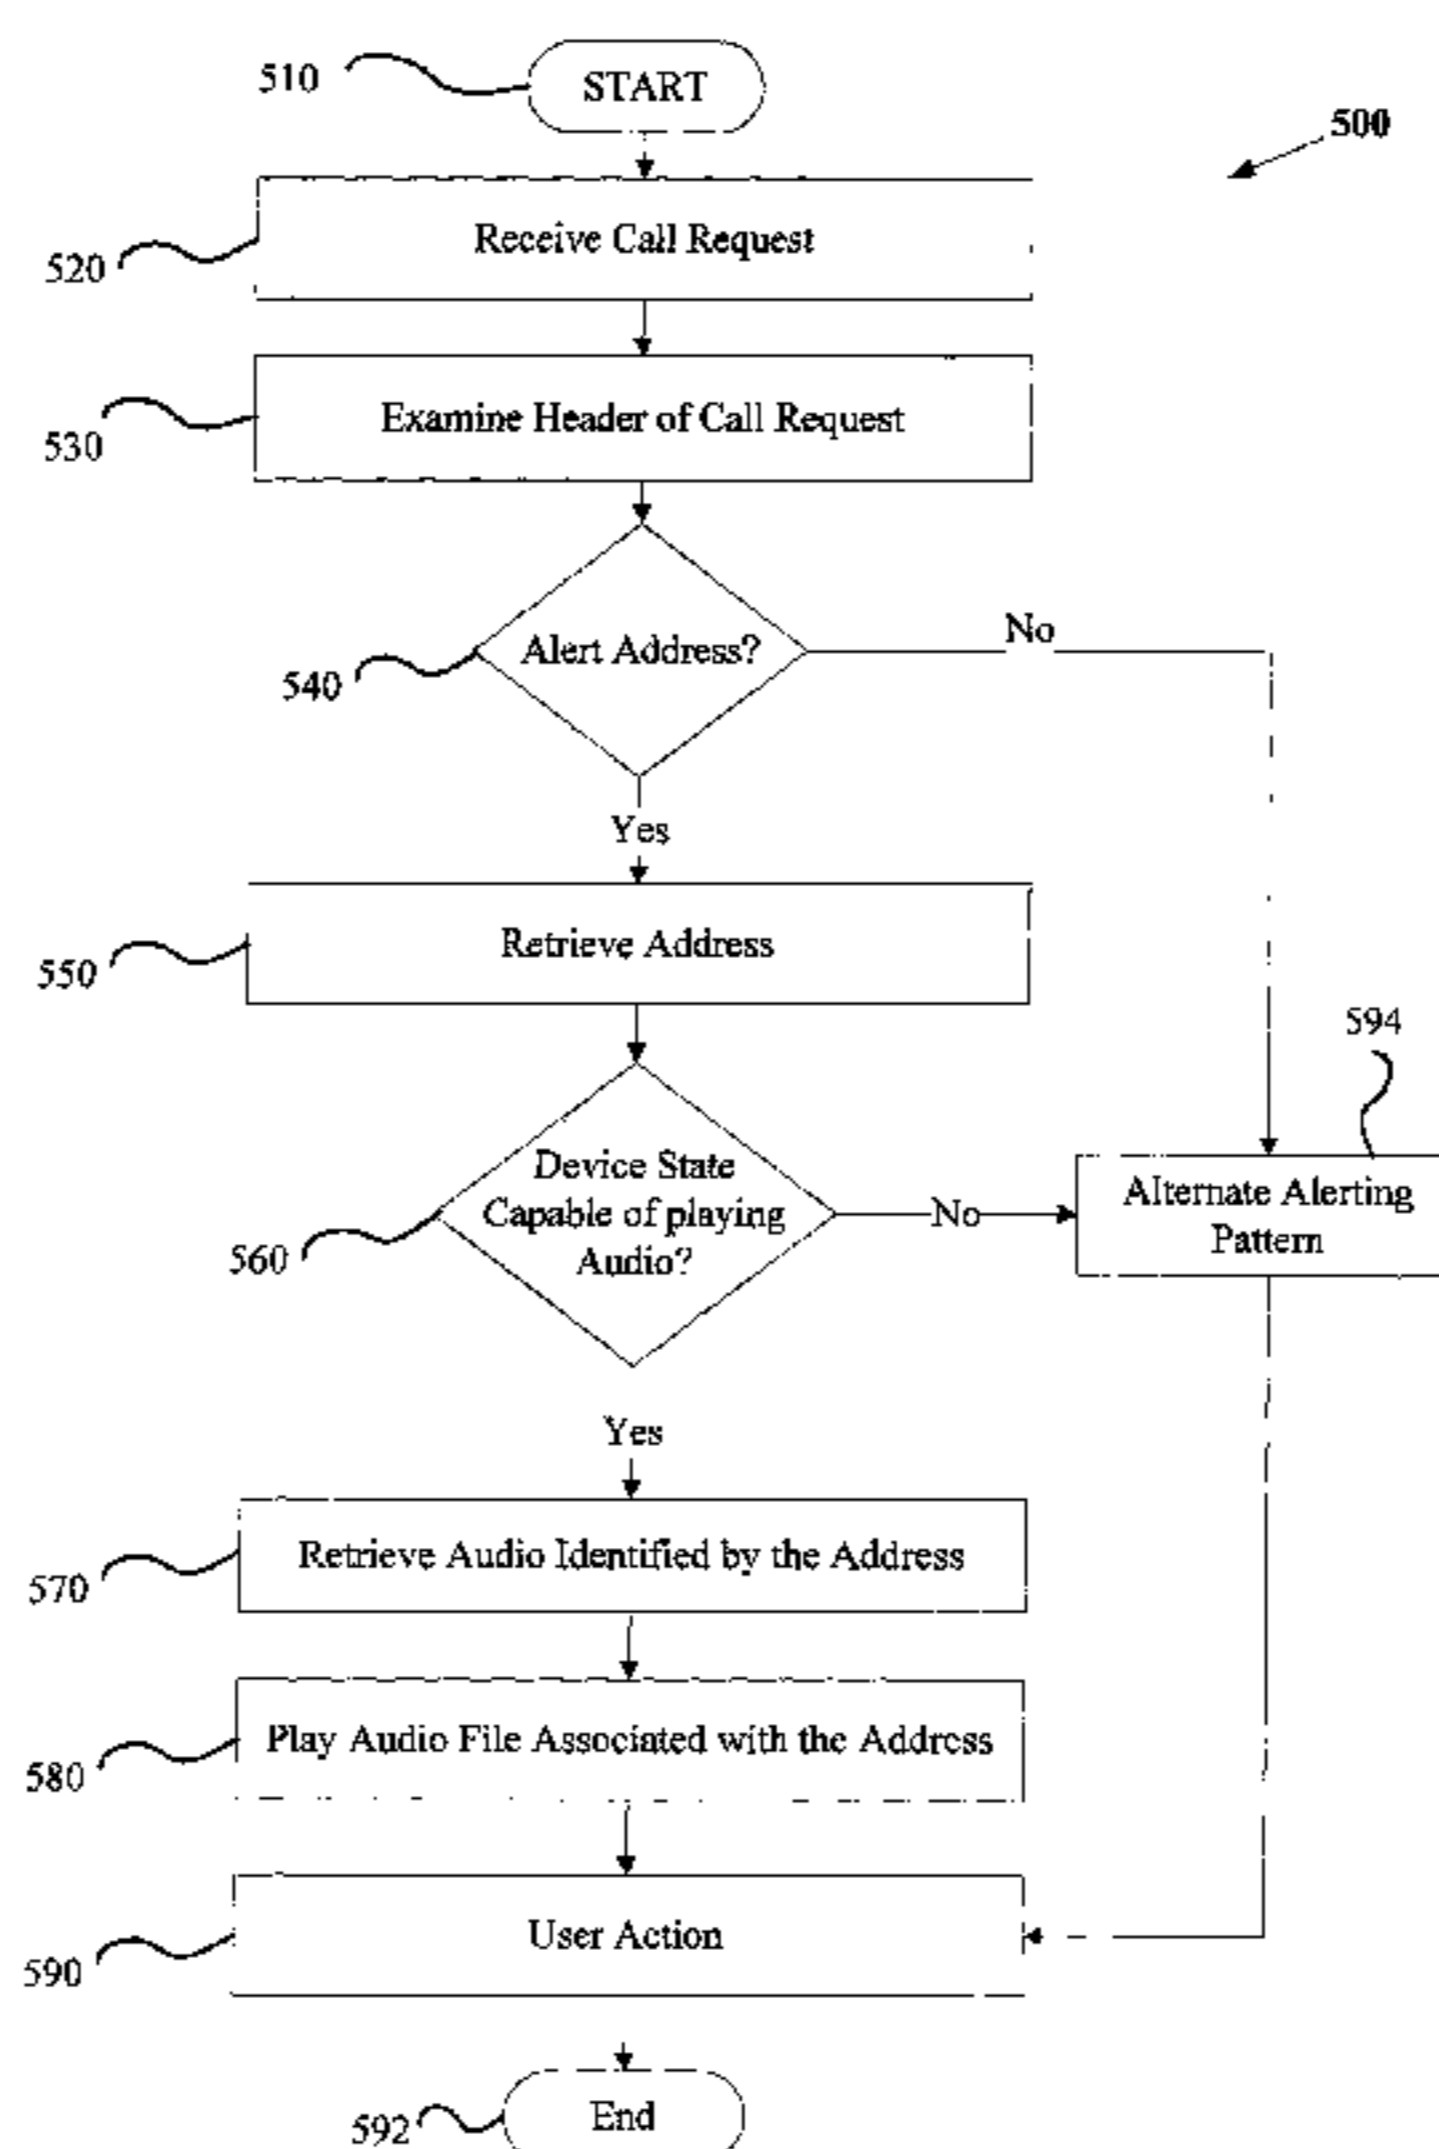 510
START
500
Receive Call Request
520
Examine Header of Call Request
530
No
Alert Address?
540
Yes
Retrieve Address
550
594
Device State
Capable of playing
Audio?
560
No
Alternate Alerting
Pattern
Yes
Retrieve Audio Identified by the Address
570
Play Audio File Associated with the Address
580
User Action
590
End
592